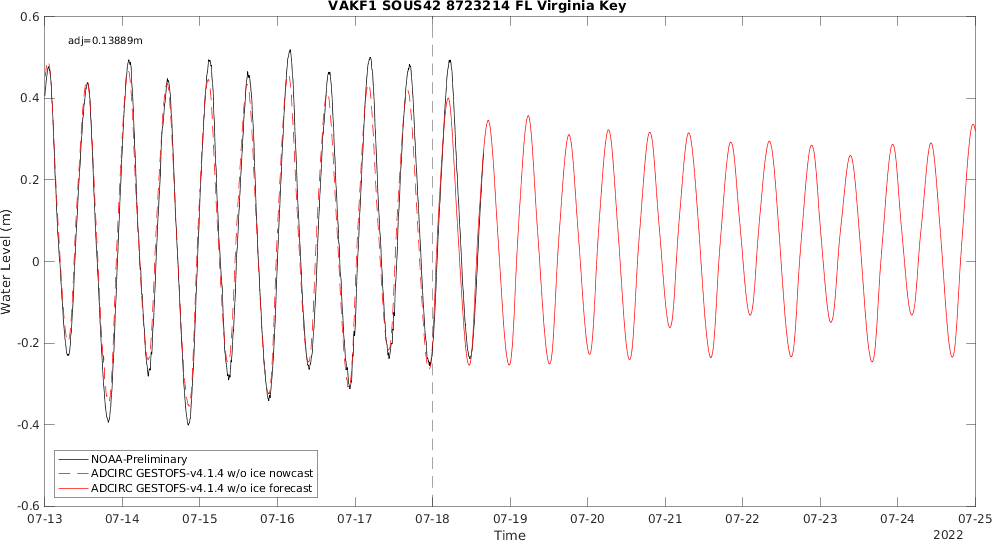 VAKF1 SOUS42 8723214 FL Virginia Key
adj=0.13889m
0.6
0.4
0.2
0
-0.2
-0.4
-0.6
Water Level (m)
NOAA-Preliminary
ADCIRC GESTOFS-v4.1.4 w/o ice nowcast
ADCIRC GESTOFS-v4.1.4 w/o ice forecast
07-13 07-14 07-15 07-16 07-17 07-18 07-19 07-20 07-21 07-22 07-23 07-24 07-25
Time
2022